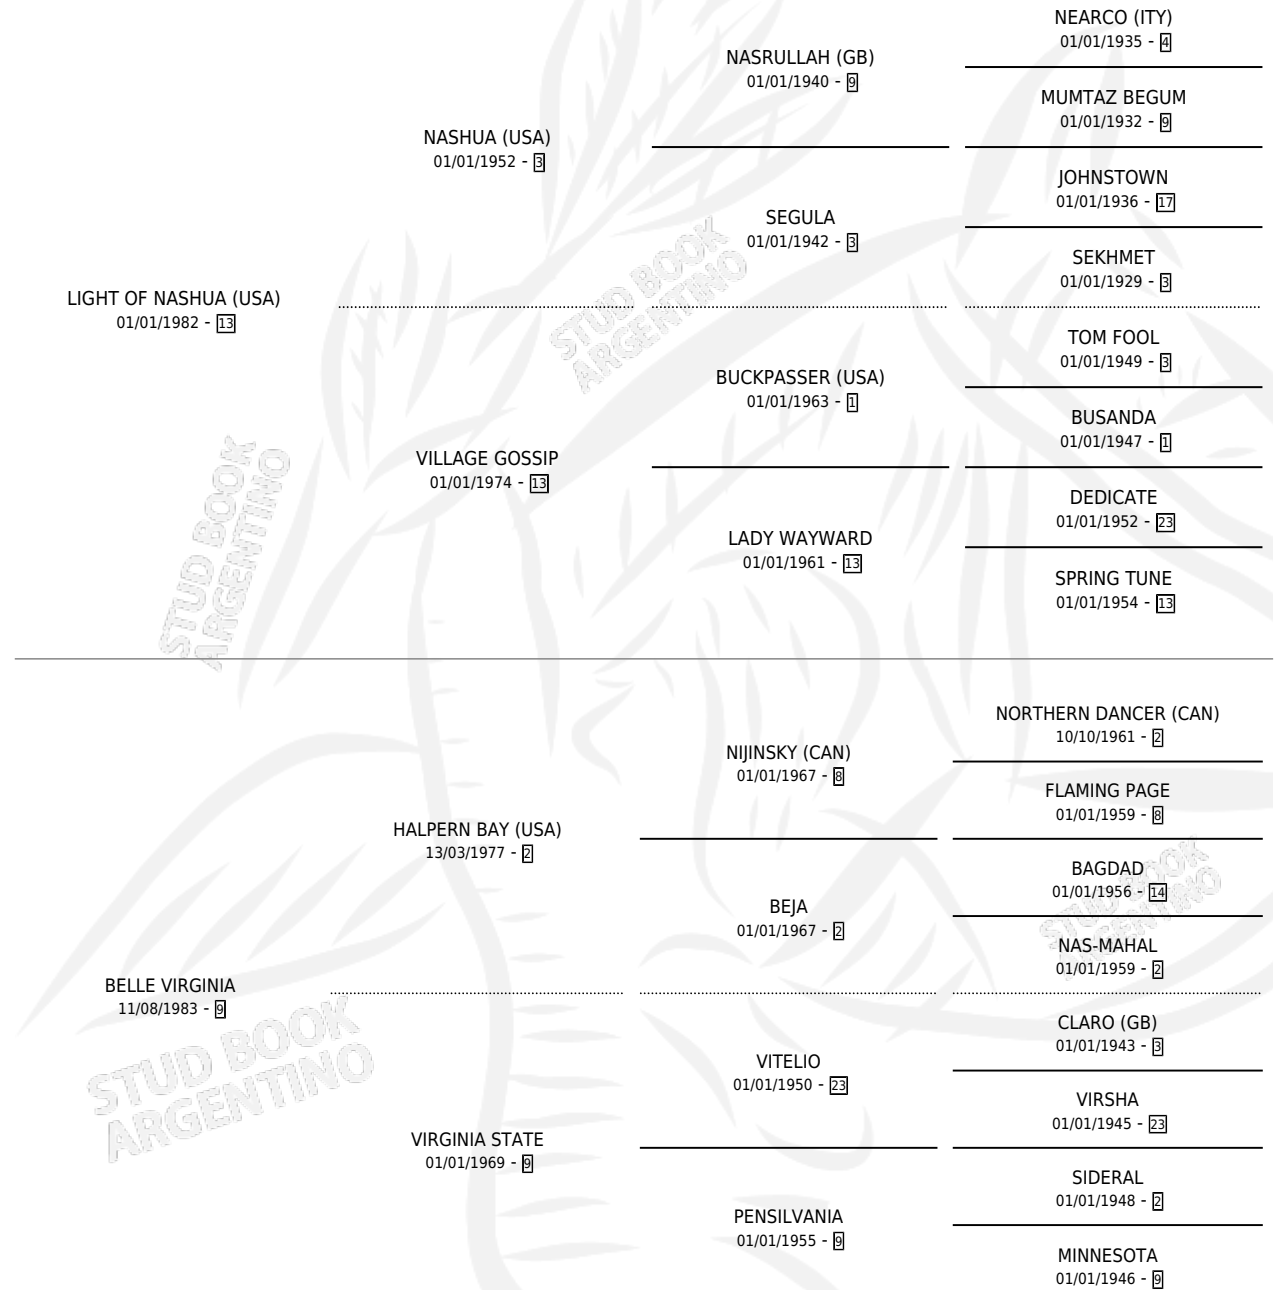 NEARCO (ITY)
01/01/1935 - 4
NASRULLAH (GB)
01/01/1940 - 9
MUMTAZ BEGUM
01/01/1932 - 9
NASHUA (USA)
01/01/1952 - 3
JOHNSTOWN
01/01/1936 - 17
SEGULA
01/01/1942 - 3
SEKHMET
01/01/1929 - 3
LIGHT OF NASHUA (USA)
01/01/1982 - 13
TOM FOOL
01/01/1949 - 3
BUCKPASSER (USA)
01/01/1963 - 1
BUSANDA
01/01/1947 - 1
VILLAGE GOSSIP
01/01/1974 - 13
DEDICATE
01/01/1952 - 23
LADY WAYWARD
01/01/1961 - 13
SPRING TUNE
01/01/1954 - 13
NORTHERN DANCER (CAN)
10/10/1961 - 2
NIJINSKY (CAN)
01/01/1967 - 8
FLAMING PAGE
01/01/1959 - 8
HALPERN BAY (USA)
13/03/1977 - 2
BAGDAD
01/01/1956 - 14
BEJA
01/01/1967 - 2
NAS-MAHAL
01/01/1959 - 2
BELLE VIRGINIA
11/08/1983 - 9
CLARO (GB)
01/01/1943 - 3
VITELIO
01/01/1950 - 23
VIRSHA
01/01/1945 - 23
VIRGINIA STATE
01/01/1969 - 9
SIDERAL
01/01/1948 - 2
PENSILVANIA
01/01/1955 - 9
MINNESOTA
01/01/1946 - 9
STUD BOOK
ARGENTINO
STUD BOOK
ARGENTINO
STUD BOOK
ARGENTINO
STUD BOOK
ARGENTINO